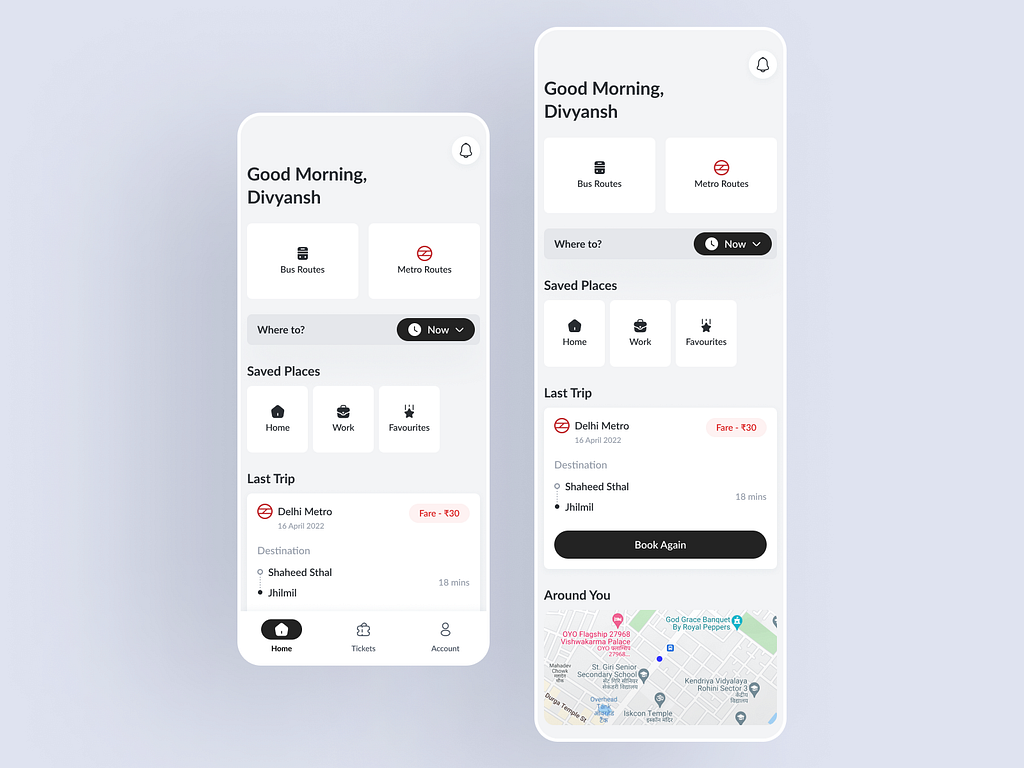 Good Morning,
Divyansh
Bus Routes
Metro Routes
Where to?
Now
Saved Places
Home
Work
Favourites
Last Trip
Delhi Metro
16 April 2022
Fare - ₹30
Destination
Shaheed Sthal
Jhilmil
18 mins
Home
Tickets
Account
Good Morning,
Divyansh
Bus Routes
Metro Routes
Where to?
Now
Saved Places
Home
Work
Favourites
Last Trip
Delhi Metro
16 April 2022
Fare - ₹30
Destination
Shaheed Sthal
Jhilmil
18 mins
Book Again
Around You
God Grace Banquet
By Royal Peppers
OYO Flagship 27968
Vishwakarma Palace
27968...
Mahadev
Chowk
St. Giri Senior
Secondary School
Kendriya Vidyalaya
Rohini Sector 3
Overhead
Tank
Durga Temple St
Iskcon Temple
इस्कॉन मंदिर